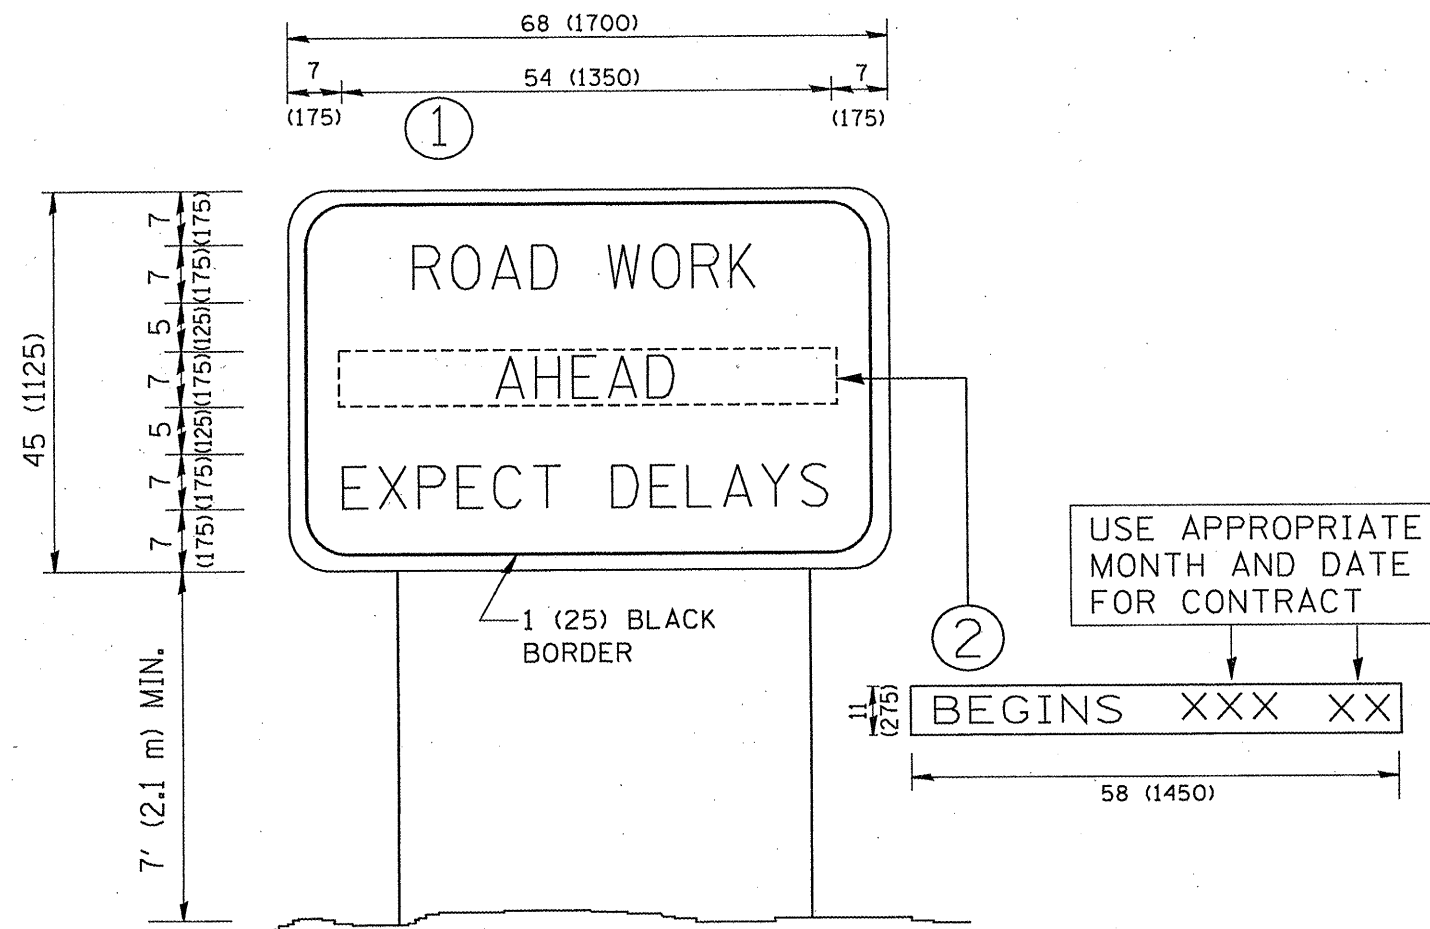 68 (1700)
7
54 (1350)
7
(175)
(175)
1
45 (1125)
7 (175)
7 (175)
5 (125)
7 (175)
5 (125)
7 (175)
7 (175)
ROAD WORK
AHEAD
EXPECT DELAYS
1 (25) BLACK
BORDER
7' (2.1 m) MIN.
USE APPROPRIATE
MONTH AND DATE
FOR CONTRACT
2
11
(275)
BEGINS XXX XX
58 (1450)